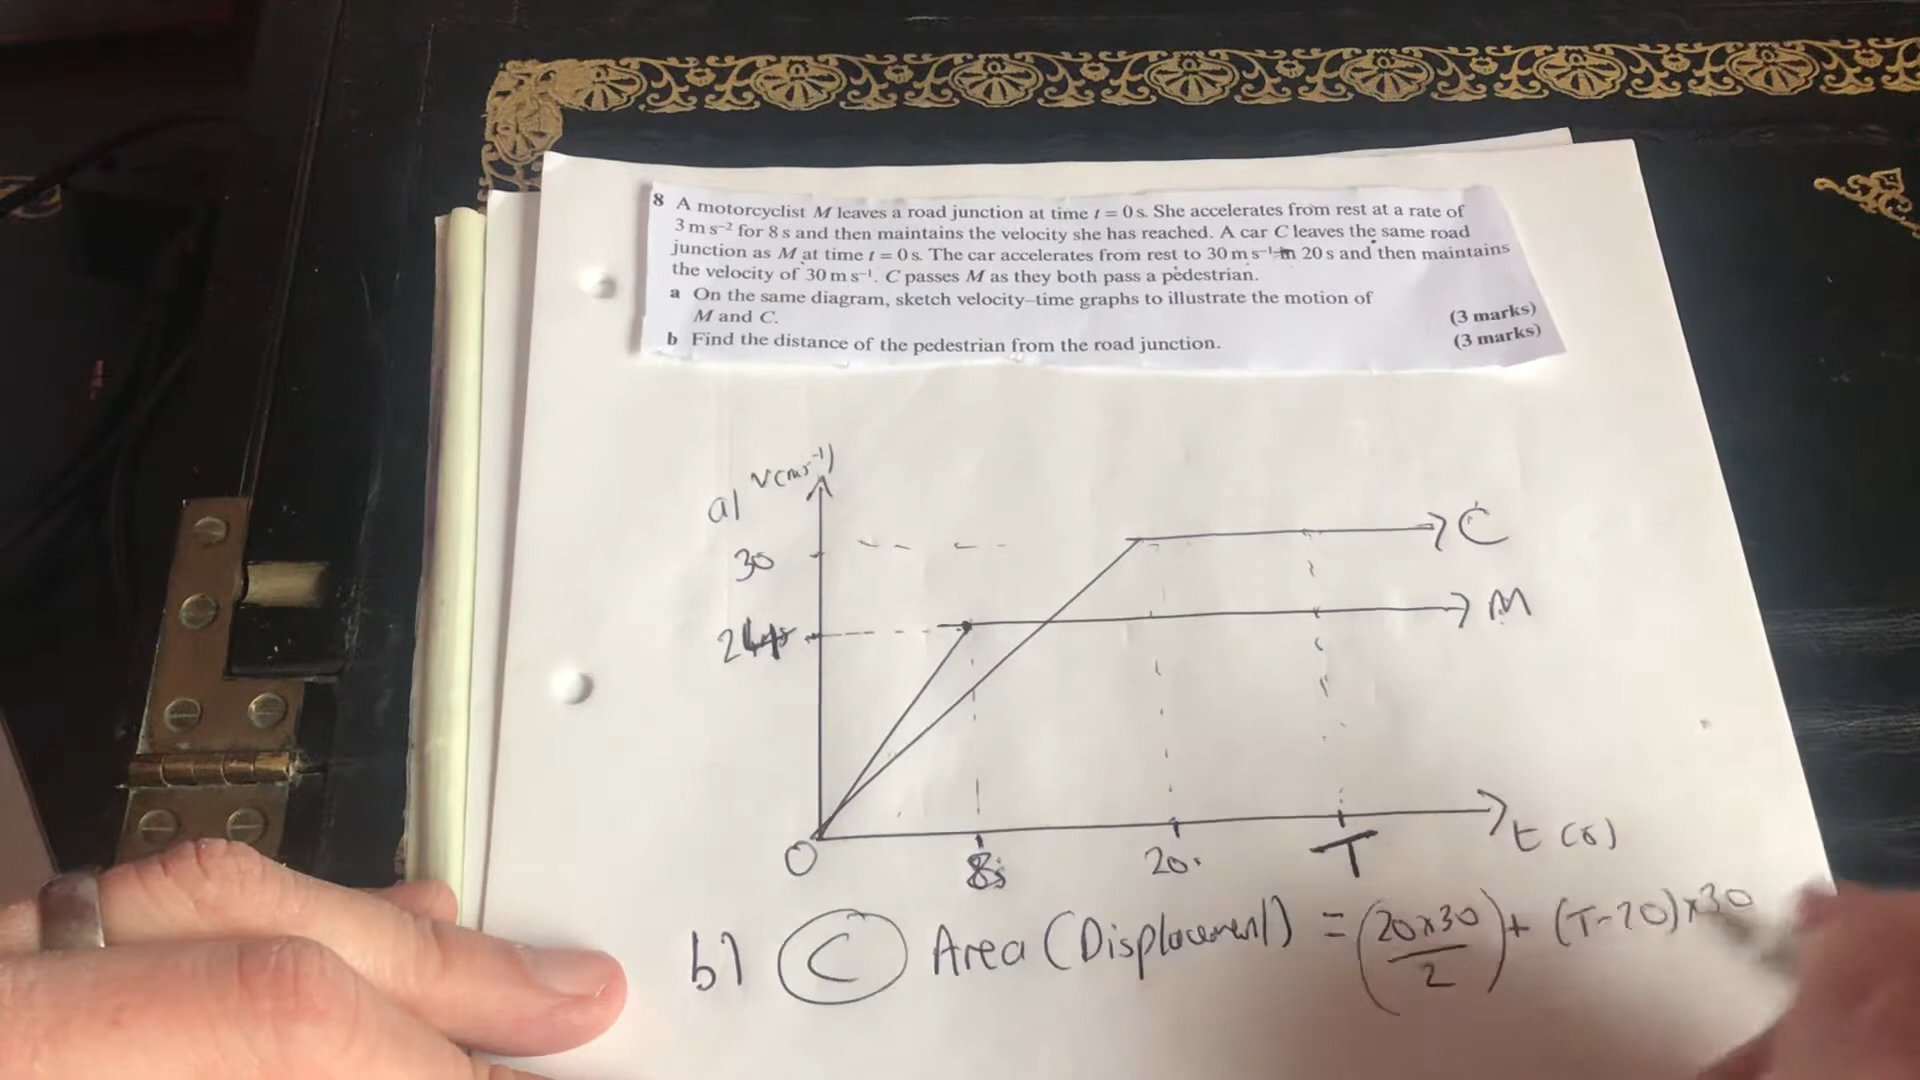 8 A motorcyclist M leaves a road junction at time t = 0 s. She accelerates from rest at a rate of
3 m s⁻² for 8 s and then maintains the velocity she has reached. A car C leaves the same road
junction as M at time t = 0 s. The car accelerates from rest to 30 m s⁻¹ in 20 s and then maintains
the velocity of 30 m s⁻¹. C passes M as they both pass a pedestrian.
a On the same diagram, sketch velocity–time graphs to illustrate the motion of
M and C. (3 marks)
b Find the distance of the pedestrian from the road junction. (3 marks)
a) V(ms⁻¹)
30
C
24
M
O 8s 20 T t (s)
b) C Area (Displacement) = (20x30/2) + (T-20)x30